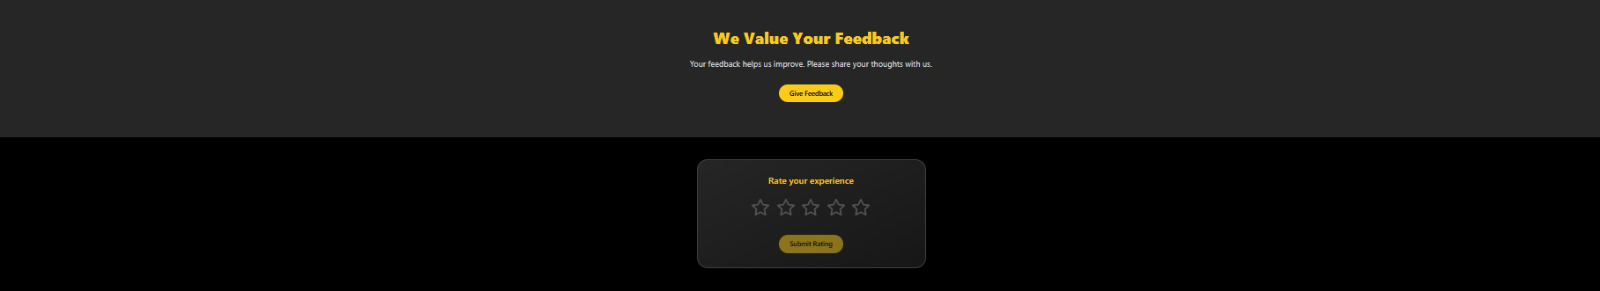 We Value Your Feedback
Your feedback helps us improve. Please share your thoughts with us.
Give Feedback
Rate your experience
Submit Rating